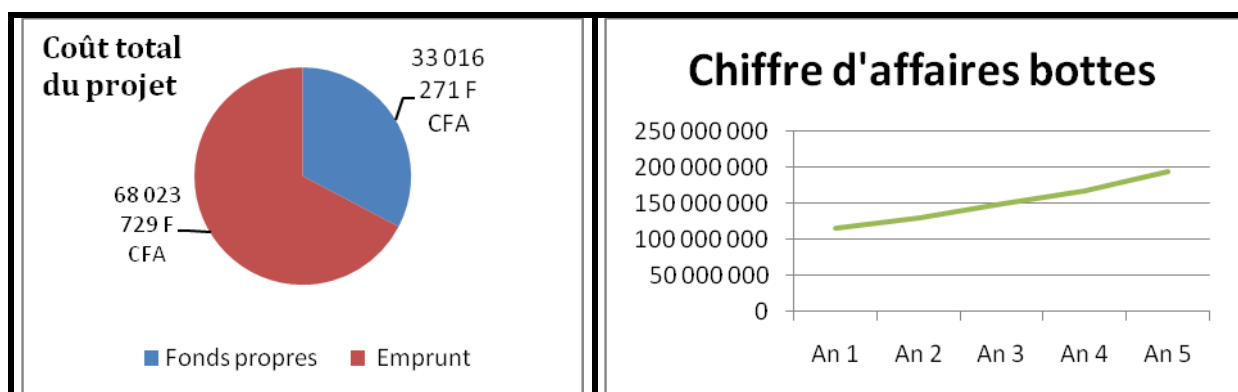 Coût total
du projet
33 016
271 F
CFA
68 023
729 F
CFA
Fonds propres Emprunt
Chiffre d'affaires bottes
250 000 000
200 000 000
150 000 000
100 000 000
50 000 000
0
An 1 An 2 An 3 An 4 An 5